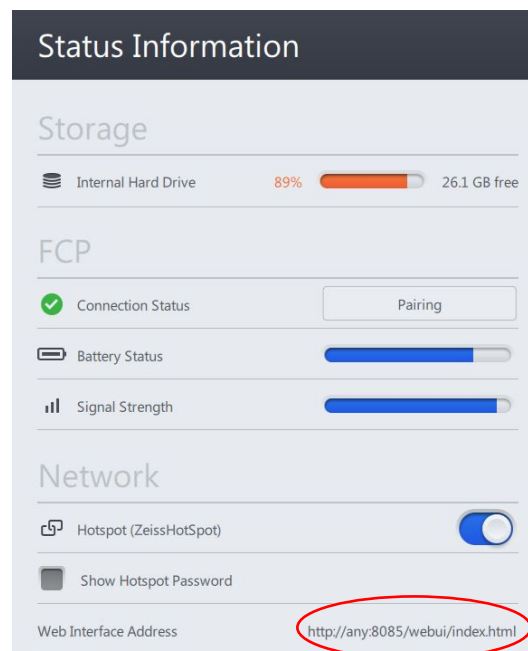 Status Information
Storage
Internal Hard Drive 89% 26.1 GB free
FCP
Connection Status Pairing
Battery Status
Signal Strength
Network
Hotspot (ZeissHotSpot)
Show Hotspot Password
Web Interface Address http://any:8085/webui/index.html